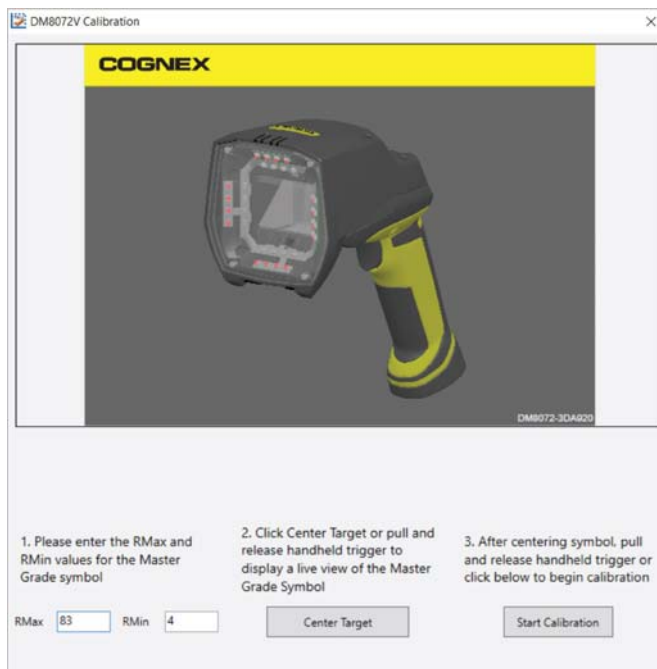 DM8072V Calibration
COGNEX
DM8072-3DA920
1. Please enter the RMax and
RMin values for the Master
Grade symbol
RMax 83 RMin 4
2. Click Center Target or pull and
release handheld trigger to
display a live view of the Master
Grade Symbol
Center Target
3. After centering symbol, pull
and release handheld trigger or
click below to begin calibration
Start Calibration